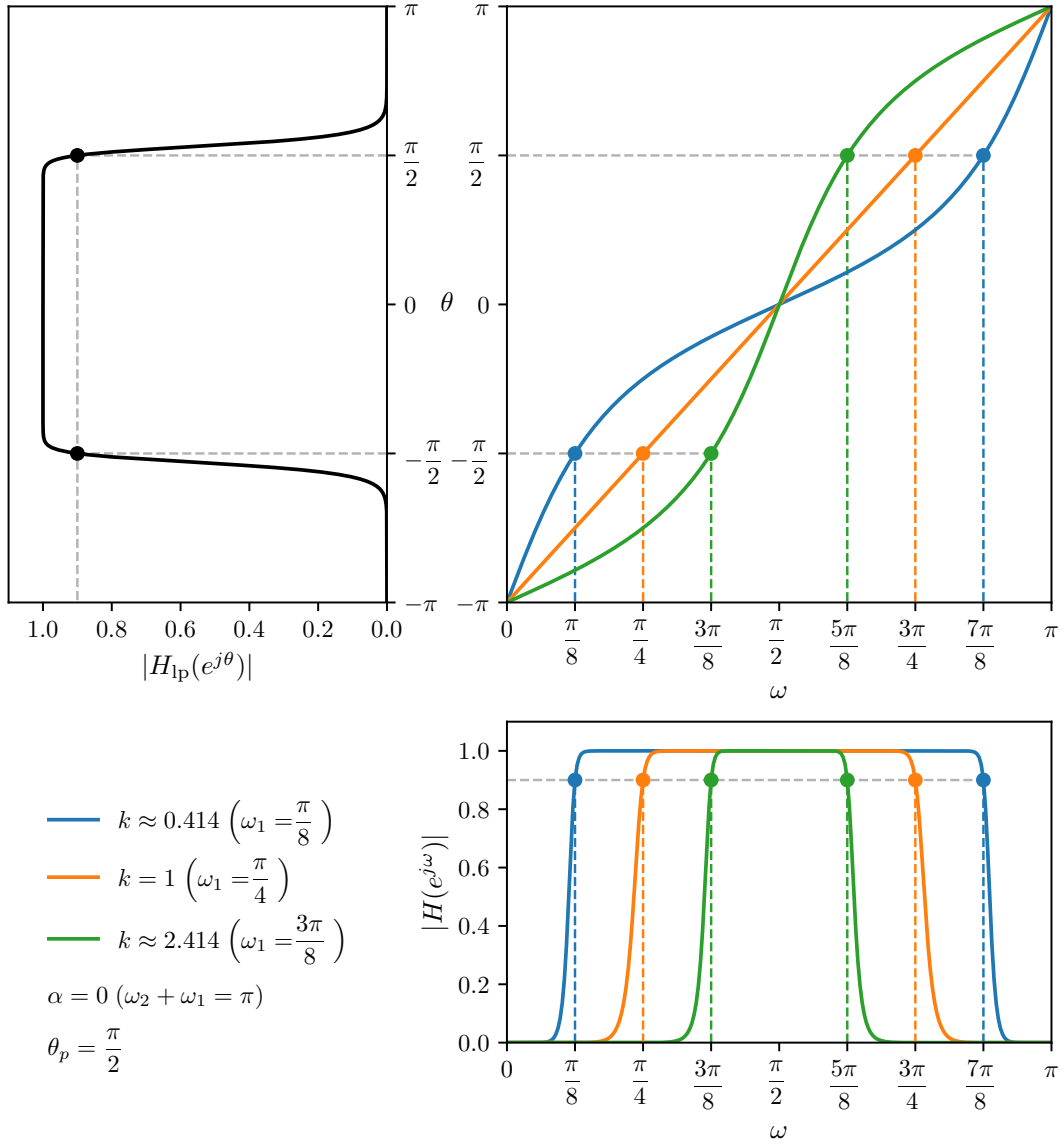 π
π/2
0
−π/2
−π
θ
1.0 0.8 0.6 0.4 0.2 0.0
|H_lp(e^{jθ})|
π
π/2
0
−π/2
−π
0 π/8 π/4 3π/8 π/2 5π/8 3π/4 7π/8 π
ω
k ≈ 0.414 (ω₁ = π/8)
k = 1 (ω₁ = π/4)
k ≈ 2.414 (ω₁ = 3π/8)
α = 0 (ω₂ + ω₁ = π)
θ_p = π/2
|H(e^{jω})|
1.0
0.8
0.6
0.4
0.2
0.0
0 π/8 π/4 3π/8 π/2 5π/8 3π/4 7π/8 π
ω